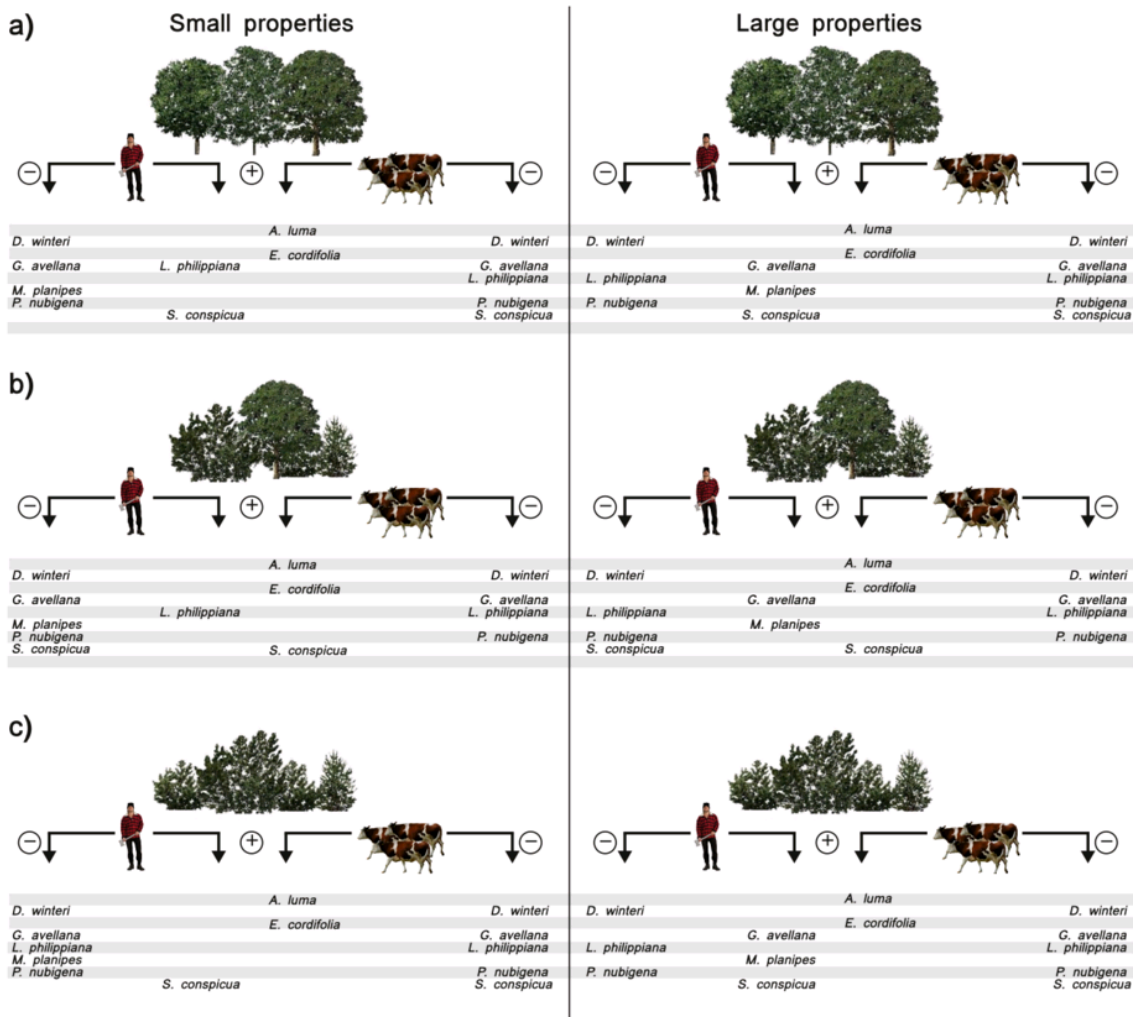 a) Small properties Large properties
− + − − + −
A. luma A. luma
D. winteri D. winteri D. winteri D. winteri
E. cordifolia E. cordifolia
G. avellana L. philippiana G. avellana G. avellana G. avellana
L. philippiana L. philippiana L. philippiana
M. planipes M. planipes
P. nubigena P. nubigena P. nubigena P. nubigena
S. conspicua S. conspicua S. conspicua S. conspicua
b)
− + − − + −
A. luma A. luma
D. winteri D. winteri D. winteri D. winteri
E. cordifolia E. cordifolia
G. avellana G. avellana G. avellana G. avellana
L. philippiana L. philippiana L. philippiana L. philippiana
M. planipes M. planipes
P. nubigena P. nubigena P. nubigena P. nubigena
S. conspicua S. conspicua S. conspicua S. conspicua
c)
− + − − + −
A. luma A. luma
D. winteri D. winteri D. winteri D. winteri
E. cordifolia E. cordifolia
G. avellana G. avellana G. avellana G. avellana
L. philippiana L. philippiana L. philippiana L. philippiana
M. planipes M. planipes
P. nubigena P. nubigena P. nubigena P. nubigena
S. conspicua S. conspicua S. conspicua S. conspicua